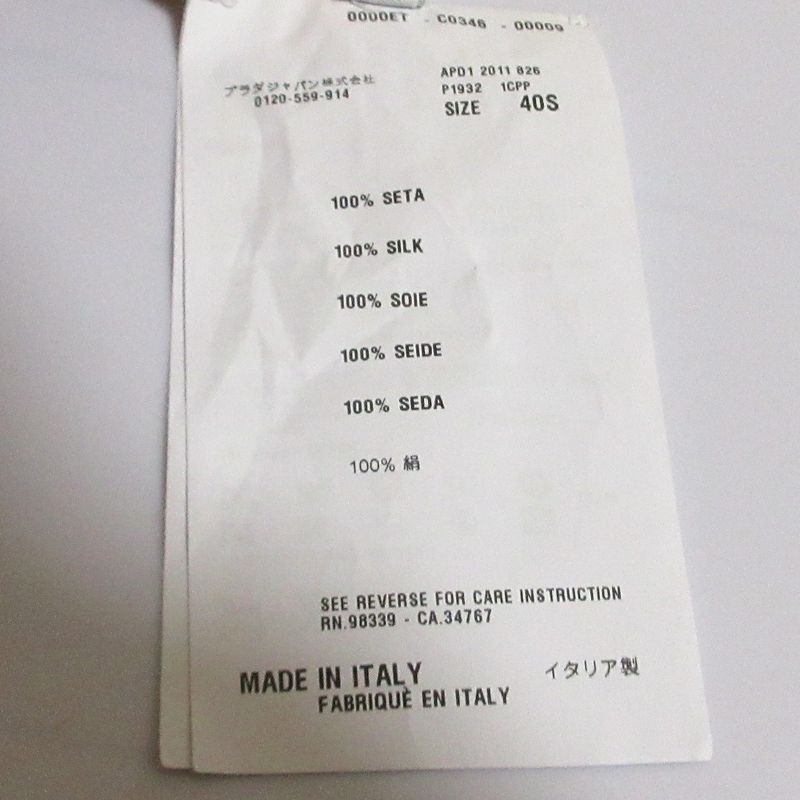 0000ET - C0346 - 00009
プラダジャパン株式会社
0120-559-914
APD1 2011 826
P1932 1CPP
SIZE 40S
100% SETA
100% SILK
100% SOIE
100% SEIDE
100% SEDA
100% 絹
SEE REVERSE FOR CARE INSTRUCTION
RN.98339 - CA.34767
MADE IN ITALY
FABRIQUÈ EN ITALY
イタリア製